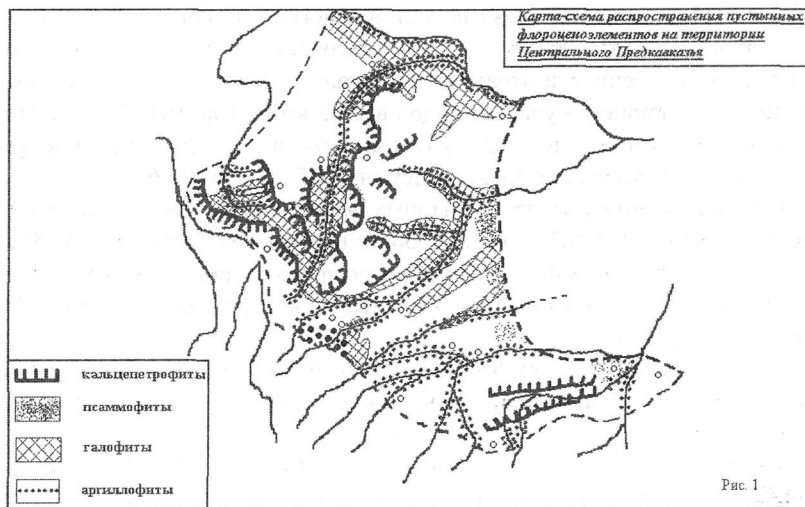 Карта-схема распространения пустынных
флороценоэлементов на территории
Центрального Предкавказья
кальцепетрофиты
псаммофиты
галофиты
аргиллофиты
Рис. 1